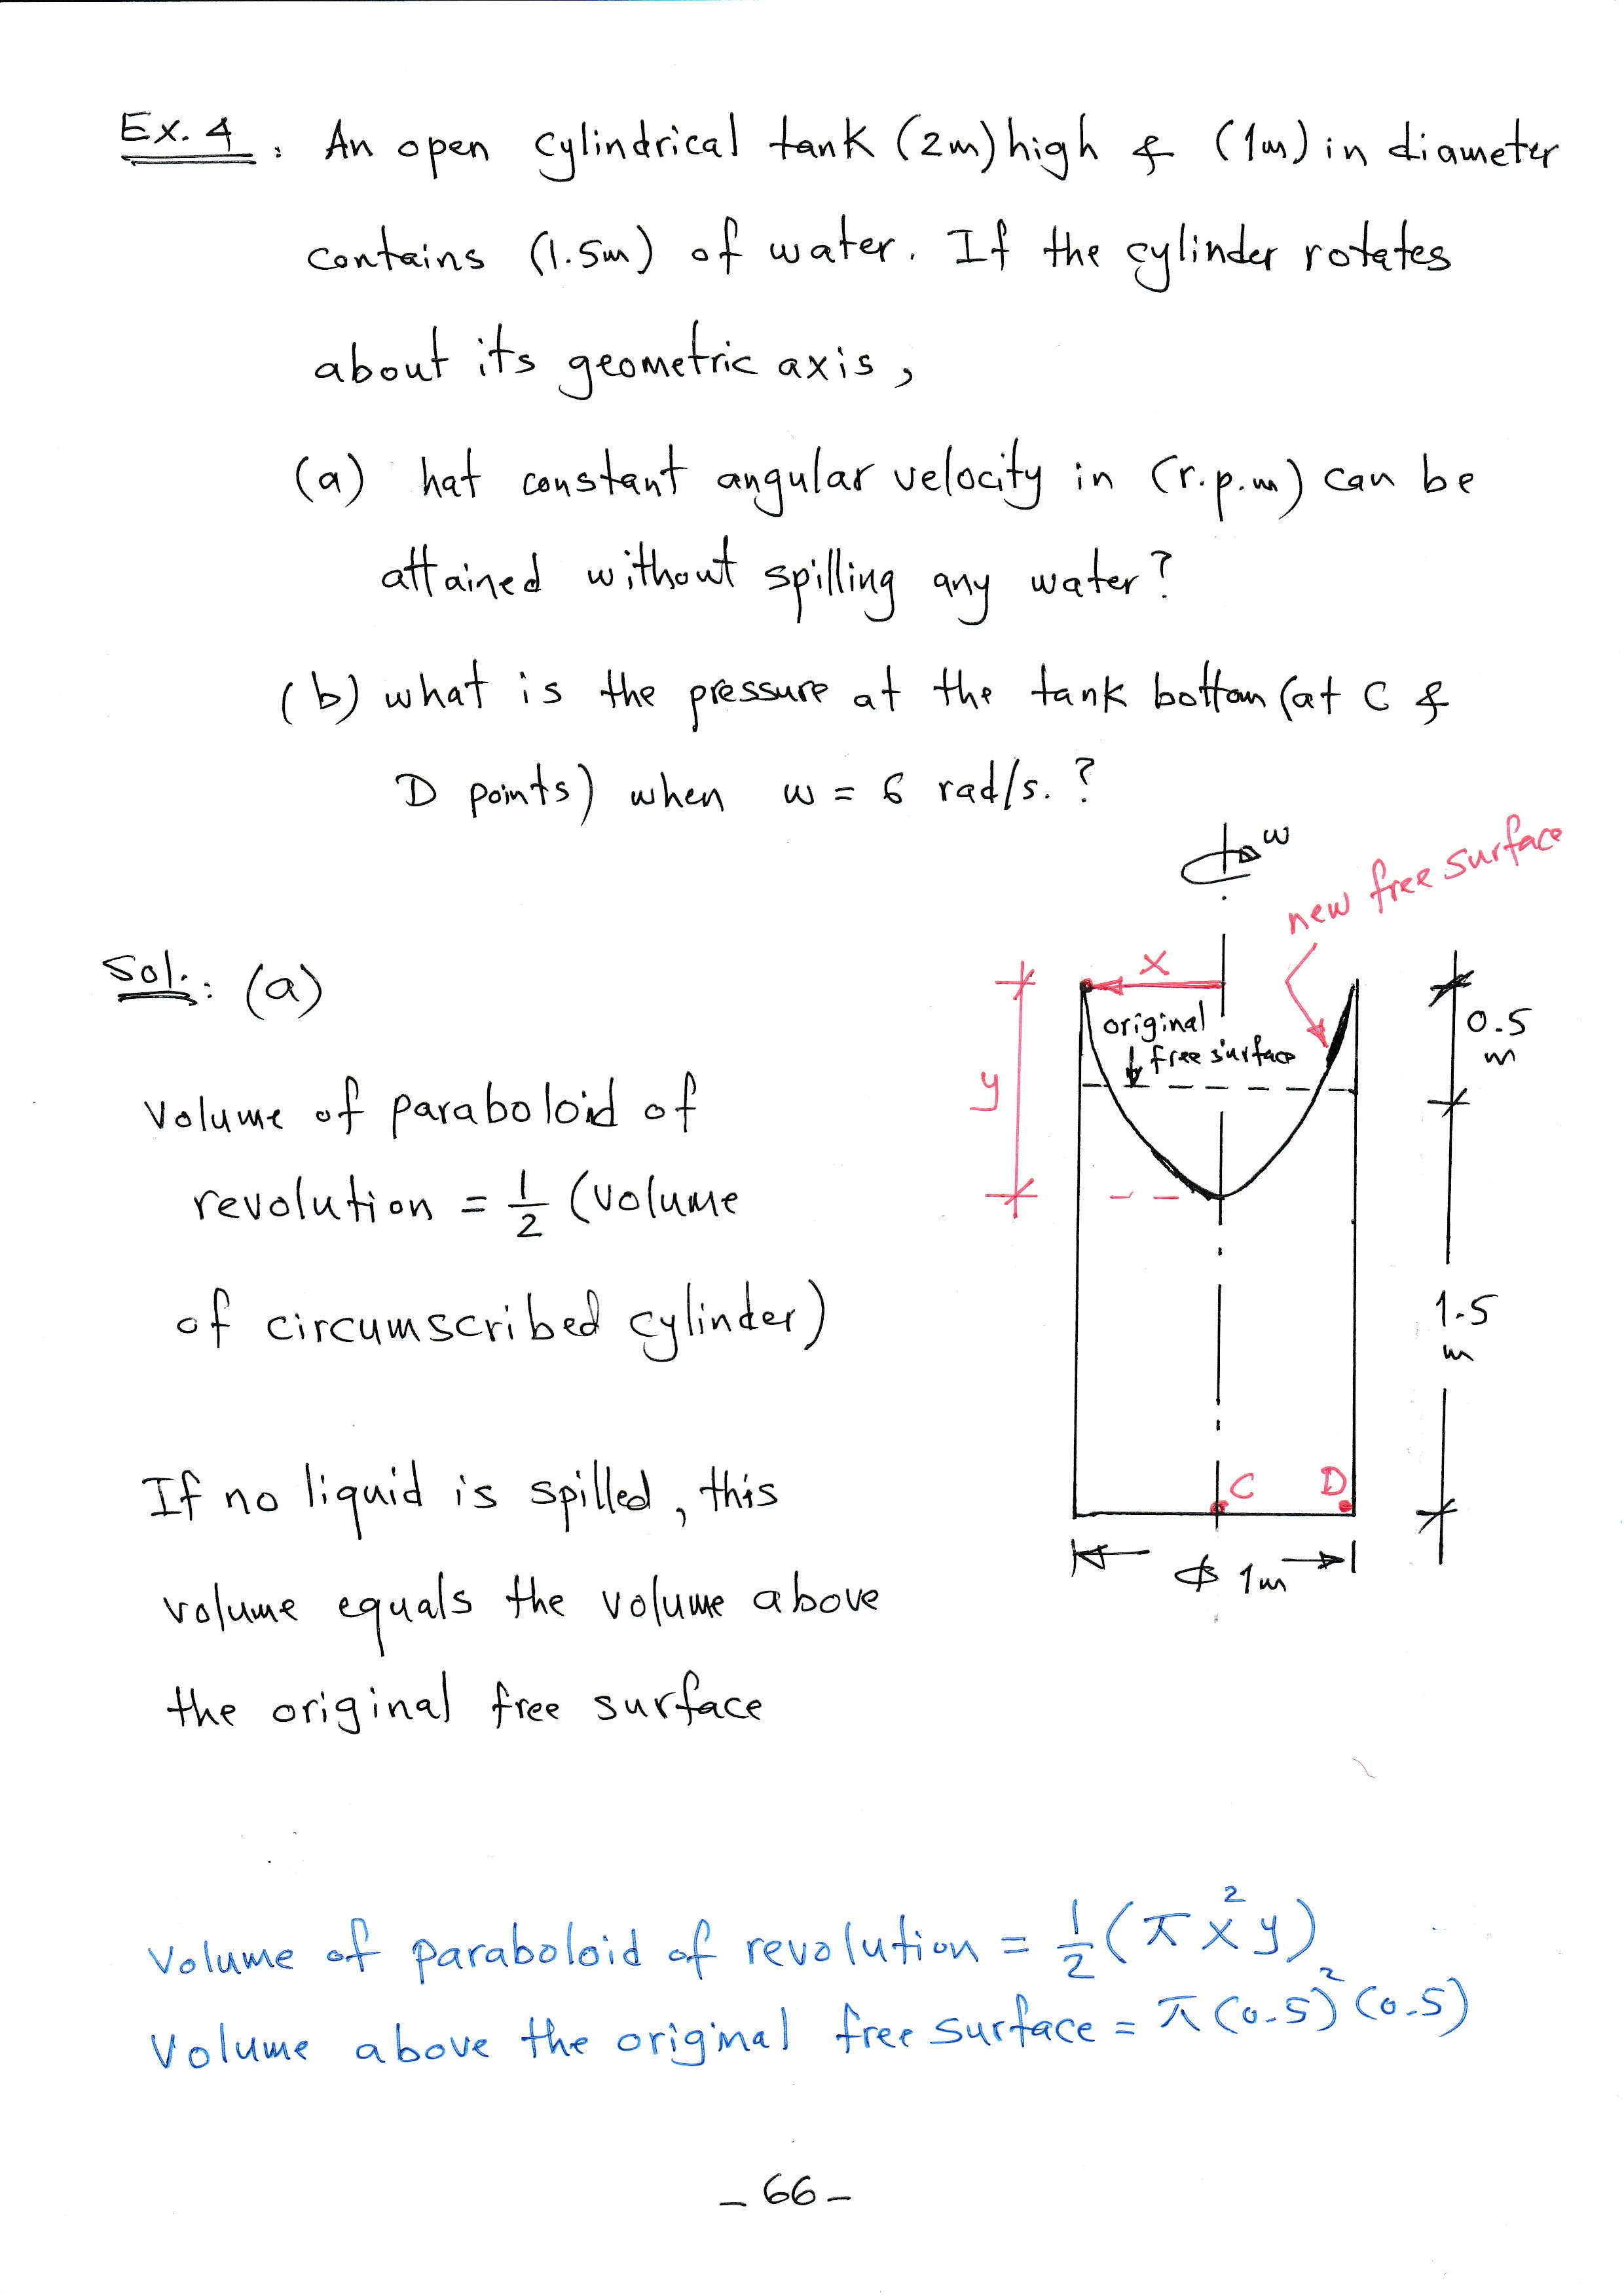 Ex. 4 : An open cylindrical tank (2m) high & (1m) in diameter
contains (1.5m) of water. If the cylinder rotates
about its geometric axis,
(a) hat constant angular velocity in (r.p.m) can be
attained without spilling any water?
(b) what is the pressure at the tank bottom (at C &
D points) when w = 6 rad/s. ?
w
new free surface
Sol.: (a)
x
original
free surface
y
0.5
m
Volume of paraboloid of
revolution = 1/2 (volume
of circumscribed cylinder)
1.5
m
If no liquid is spilled, this
C D
volume equals the volume above
ϕ 1m
the original free surface
Volume of paraboloid of revolution = 1/2 (π x² y)
Volume above the original free surface = π (0.5)² (0.5)
- 66 -